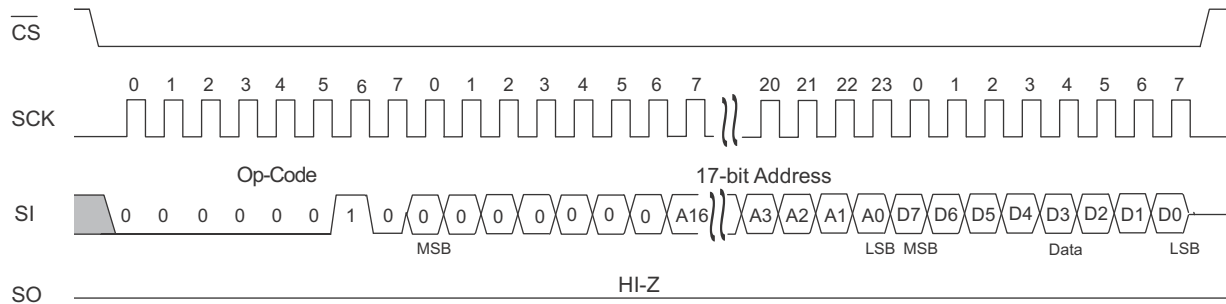 CS
0 1 2 3 4 5 6 7 0 1 2 3 4 5 6 7 20 21 22 23 0 1 2 3 4 5 6 7
SCK
Op-Code 17-bit Address
SI 0 0 0 0 0 0 1 0 0 0 0 0 0 0 0 A16 A3 A2 A1 A0 D7 D6 D5 D4 D3 D2 D1 D0
MSB LSB MSB Data LSB
HI-Z
SO